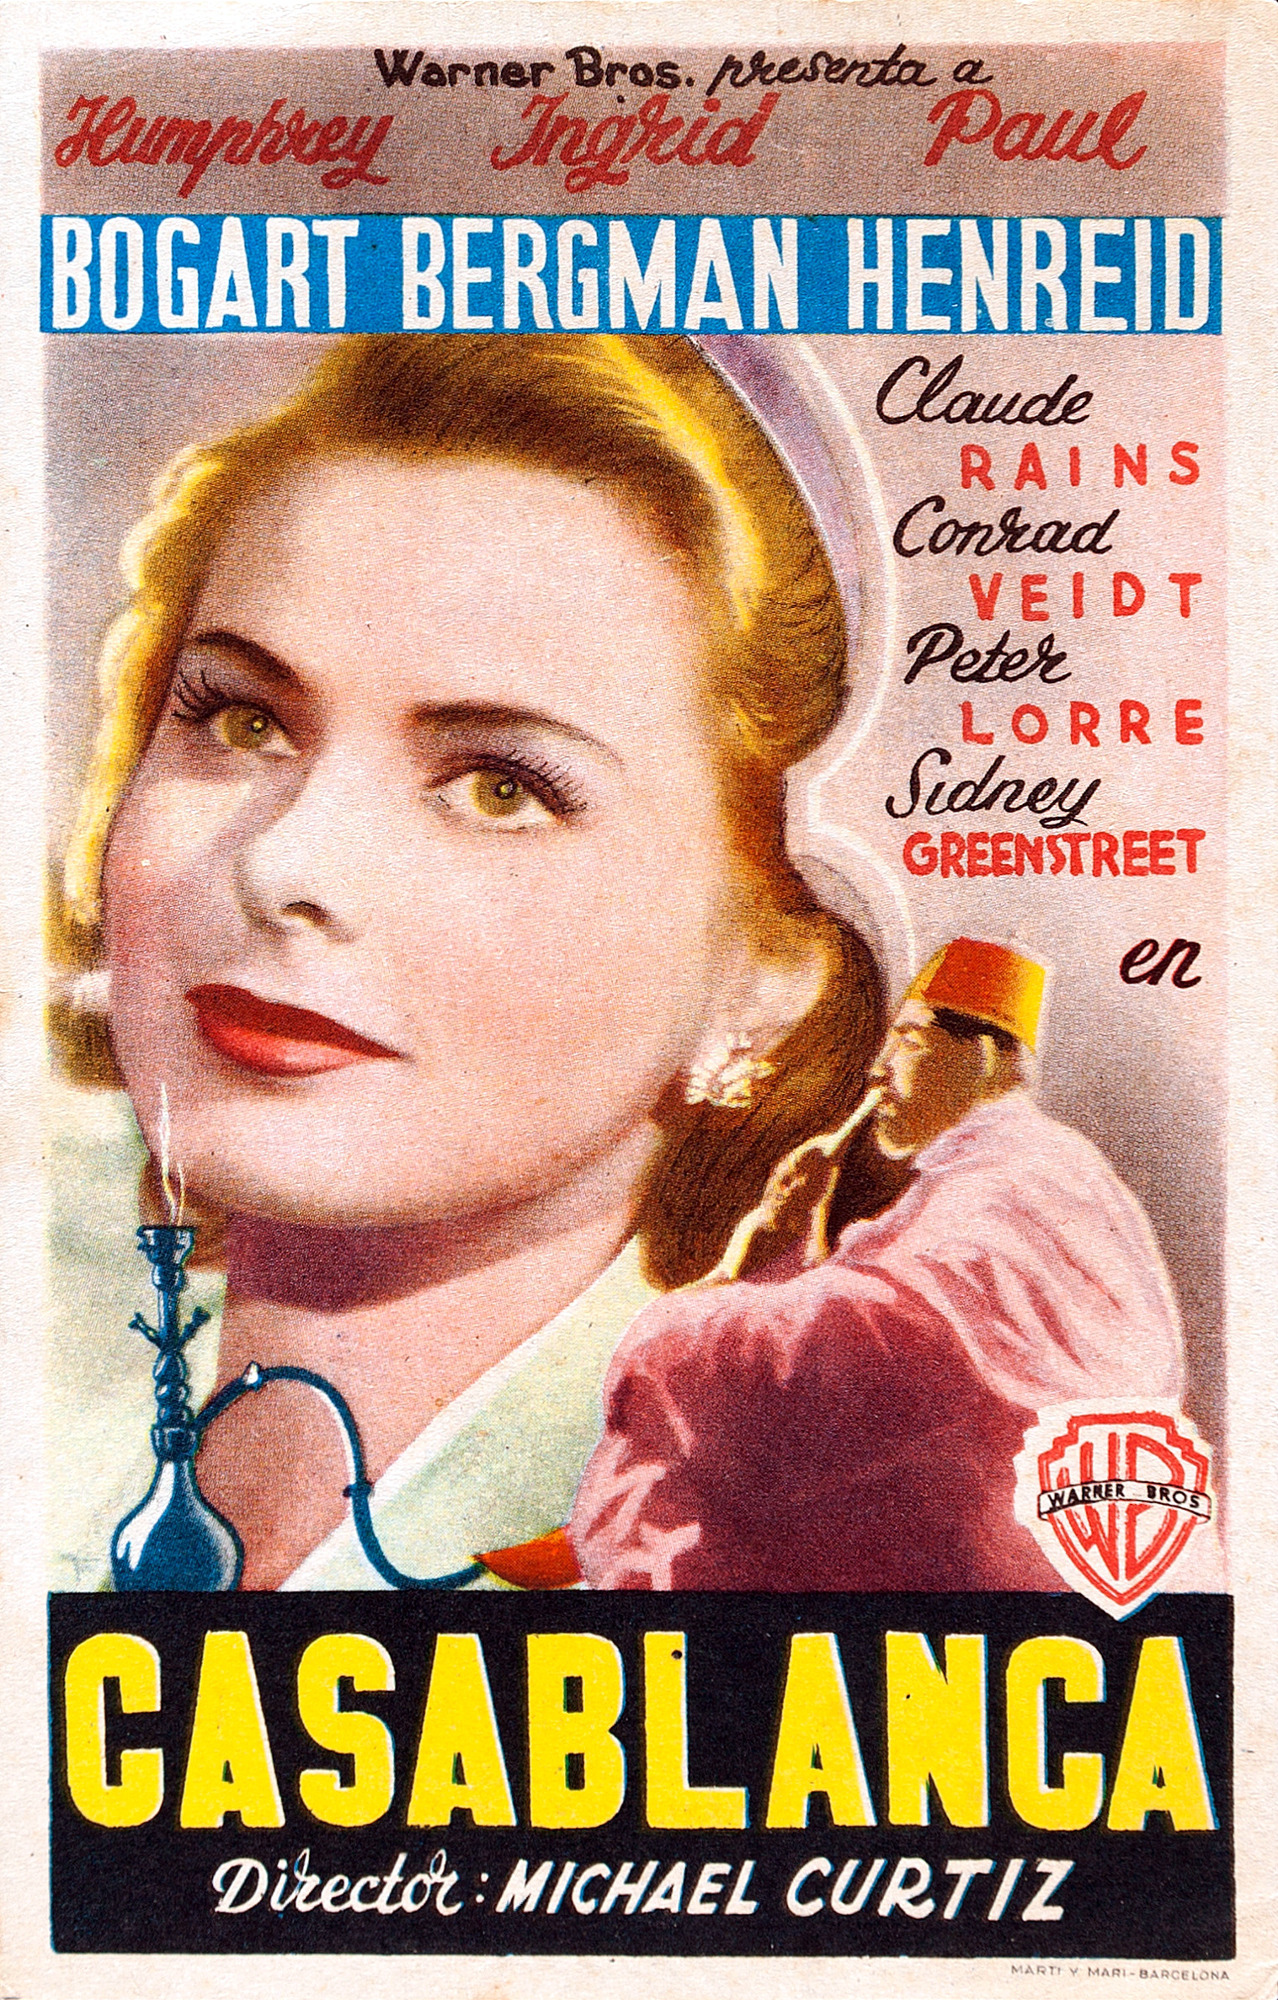 Warner Bros. presenta a
Humphrey Ingrid Paul
BOGART BERGMAN HENREID
Claude
RAINS
Conrad
VEIDT
Peter
LORRE
Sidney
GREENSTREET
en
WB
WARNER BROS
CASABLANCA
Director: MICHAEL CURTIZ
MARTI Y MARI-BARCELONA